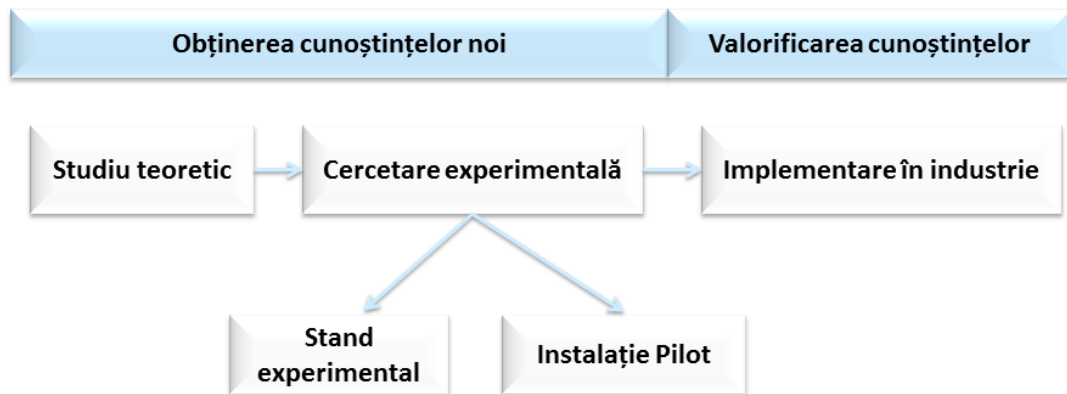 Obținerea cunoștințelor noi
Valorificarea cunoștințelor
Studiu teoretic
Cercetare experimentală
Implementare în industrie
Stand
experimental
Instalație Pilot